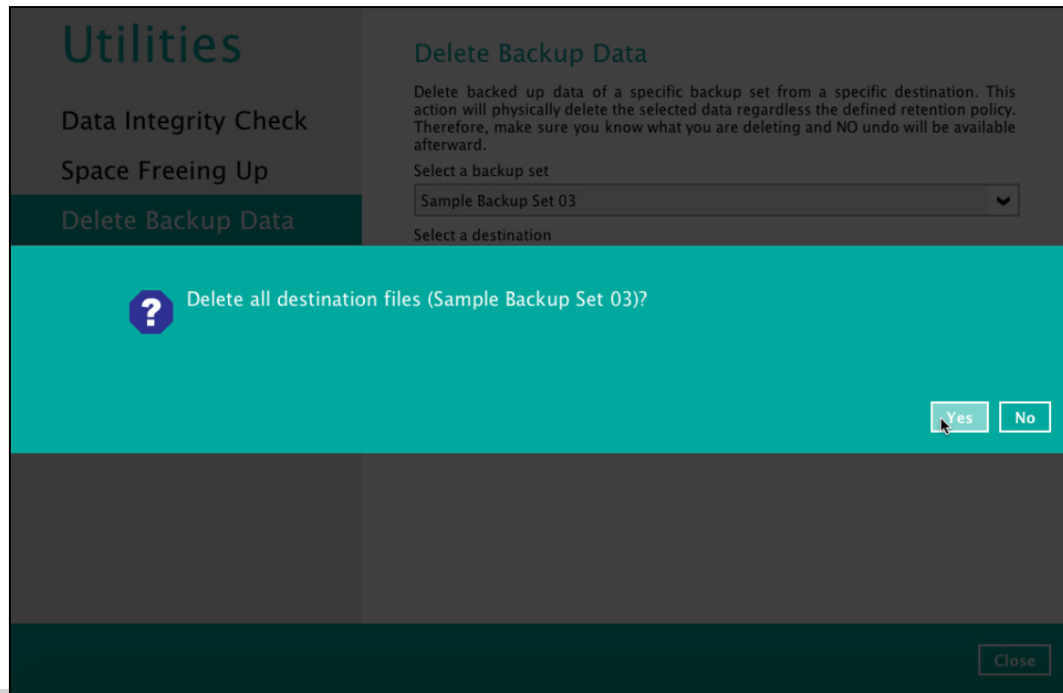 Utilities
Data Integrity Check
Space Freeing Up
Delete Backup Data
Delete Backup Data
Delete backed up data of a specific backup set from a specific destination. This
action will physically delete the selected data regardless the defined retention policy.
Therefore, make sure you know what you are deleting and NO undo will be available
afterward.
Select a backup set
Sample Backup Set 03
Select a destination
Delete all destination files (Sample Backup Set 03)?
Yes
No
Close